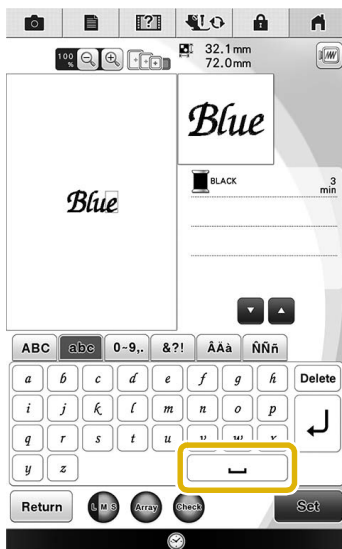 32.1mm
100 %
72.0mm
Blue
Blue
BLACK
3 min
ABC abc 0~9,. &?! ÂÄà ÑÑñ
a b c d e f g h Delete
i j k l m n o p
q r s t u v w x
y z
Return L M S Array Check Set